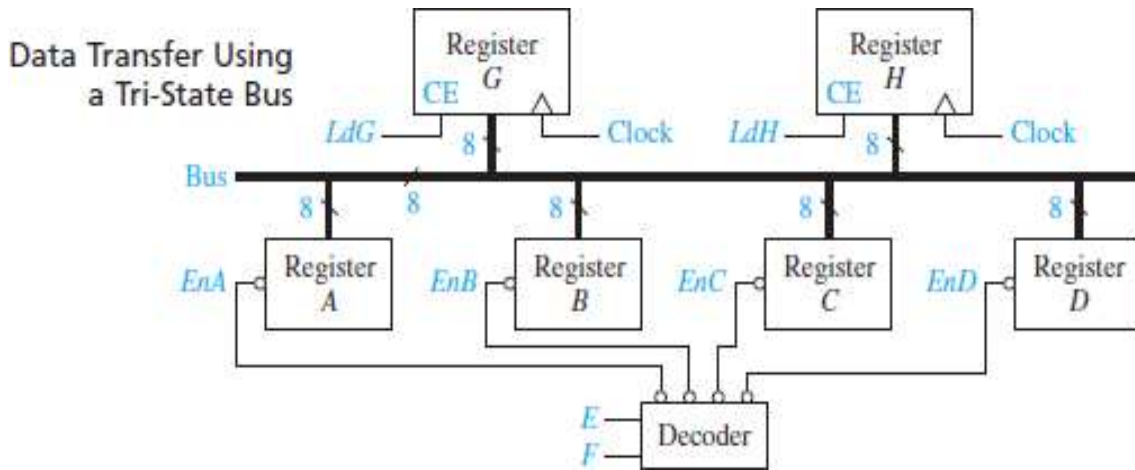 Data Transfer Using
a Tri-State Bus
Register
G
CE
LdG
8
Clock
Register
H
CE
LdH
8
Clock
Bus
8
8
8
8
8
EnA
Register
A
EnB
Register
B
EnC
Register
C
EnD
Register
D
E
F
Decoder